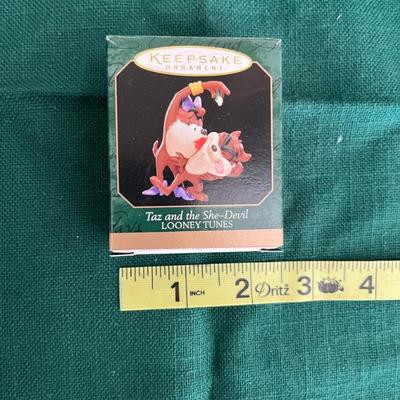 KEEPSAKE
ORNAMENT
Taz and the She-Devil
LOONEY TUNES
1 INCH 2 Dritz 3 4